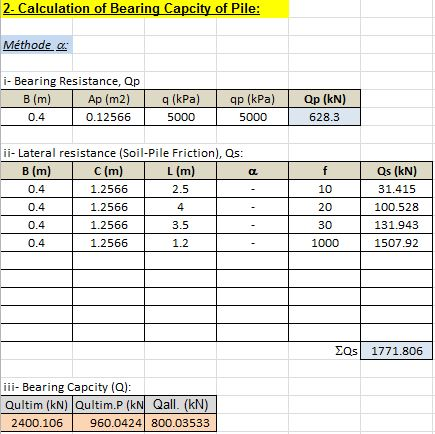 2- Calculation of Bearing Capcity of Pile:
Méthode α:
i- Bearing Resistance, Qp
B (m) Ap (m2) q (kPa) qp (kPa) Qp (kN)
0.4 0.12566 5000 5000 628.3
ii- Lateral resistance (Soil-Pile Friction), Qs:
B (m) C (m) L (m) α f Qs (kN)
0.4 1.2566 2.5 - 10 31.415
0.4 1.2566 4 - 20 100.528
0.4 1.2566 3.5 - 30 131.943
0.4 1.2566 1.2 - 1000 1507.92
ΣQs 1771.806
iii- Bearing Capcity (Q):
Qultim (kN) Qultim.P (kN Qall. (kN)
2400.106 960.0424 800.03533